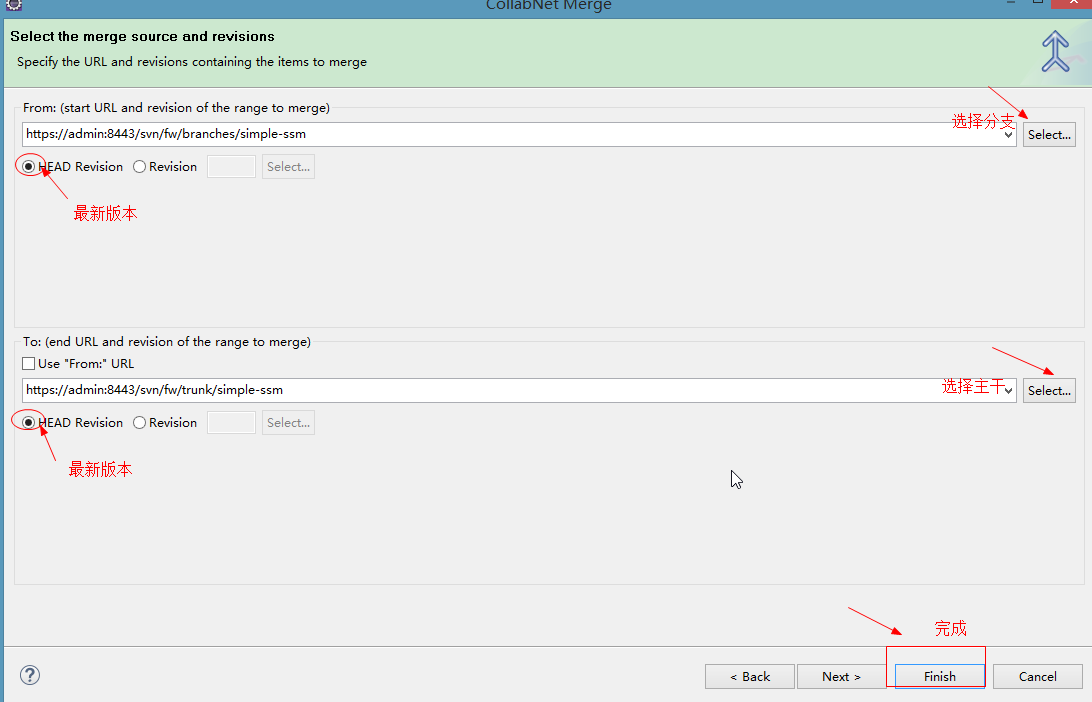 CollabNet Merge
Select the merge source and revisions
Specify the URL and revisions containing the items to merge
From: (start URL and revision of the range to merge)
选择分支
https://admin:8443/svn/fw/branches/simple-ssm
Select...
HEAD Revision
Revision
Select...
最新版本
To: (end URL and revision of the range to merge)
Use "From:" URL
https://admin:8443/svn/fw/trunk/simple-ssm
选择主干
Select...
HEAD Revision
Revision
Select...
最新版本
完成
?
< Back
Next >
Finish
Cancel